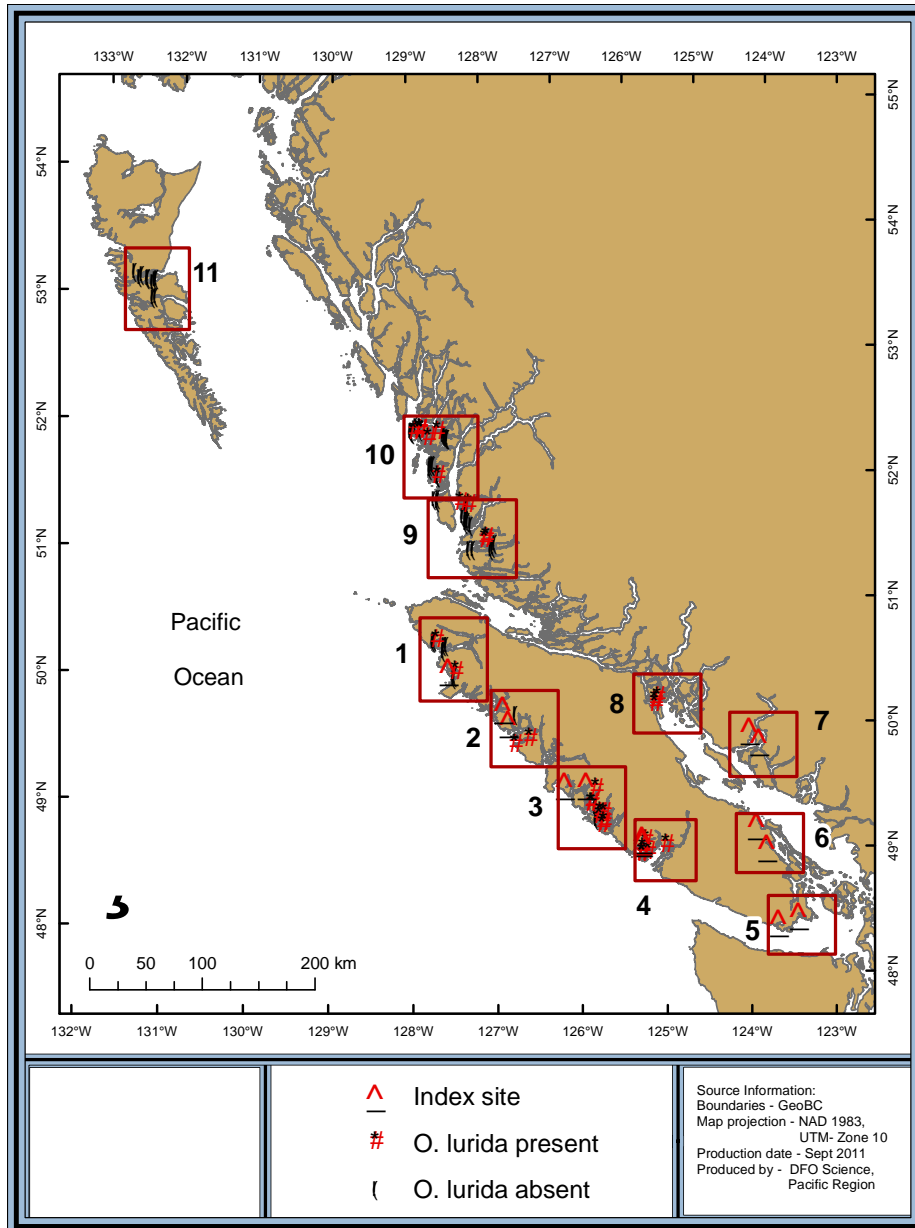 133°W 132°W 131°W 130°W 129°W 128°W 127°W 126°W 125°W 124°W 123°W
55°N
54°N
54°N
53°N
53°N
52°N
52°N
51°N
51°N
50°N
50°N
49°N
49°N
48°N
48°N
11
10
9
1
2
3
4
8
7
6
5
Pacific
Ocean
0 50 100 200 km
132°W 131°W 130°W 129°W 128°W 127°W 126°W 125°W 124°W 123°W
^ Index site
*# O. lurida present
( O. lurida absent
Source Information:
Boundaries - GeoBC
Map projection - NAD 1983,
UTM- Zone 10
Production date - Sept 2011
Produced by - DFO Science,
Pacific Region